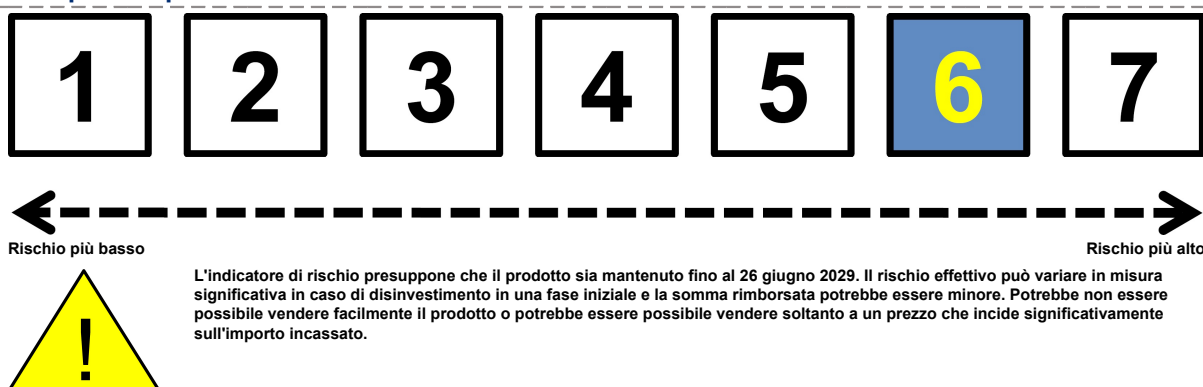 1 2 3 4 5 6 7
Rischio più basso Rischio più alto
L'indicatore di rischio presuppone che il prodotto sia mantenuto fino al 26 giugno 2029. Il rischio effettivo può variare in misura
significativa in caso di disinvestimento in una fase iniziale e la somma rimborsata potrebbe essere minore. Potrebbe non essere
possibile vendere facilmente il prodotto o potrebbe essere possibile vendere soltanto a un prezzo che incide significativamente
sull'importo incassato.
!